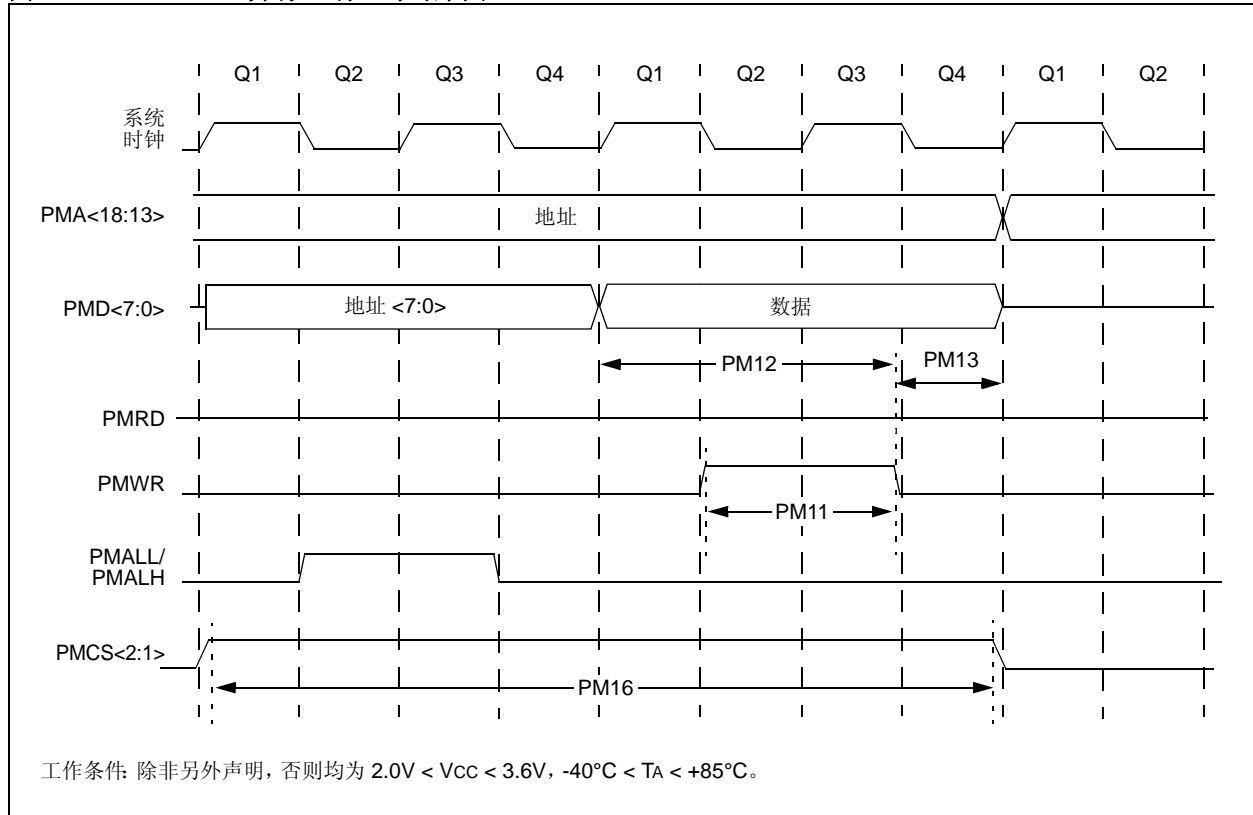 Q1 Q2 Q3 Q4 Q1 Q2 Q3 Q4 Q1 Q2
系统
时钟
PMA<18:13>
地址
PMD<7:0>
地址 <7:0>
数据
PM12
PM13
PMRD
PMWR
PM11
PMALL/
PMALH
PMCS<2:1>
PM16
工作条件: 除非另外声明，否则均为 2.0V < VCC < 3.6V，-40°C < TA < +85°C。